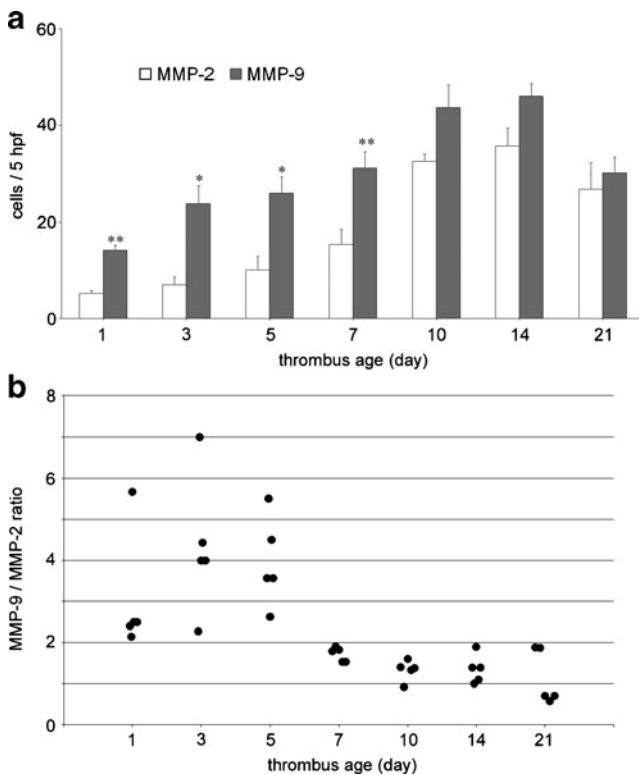 a
60
MMP-2 MMP-9
40
cells / 5 hpf
20
0
** * * **
1 3 5 7 10 14 21
thrombus age (day)
b
8
6
MMP-9 / MMP-2 ratio
4
2
0
1 3 5 7 10 14 21
thrombus age (day)